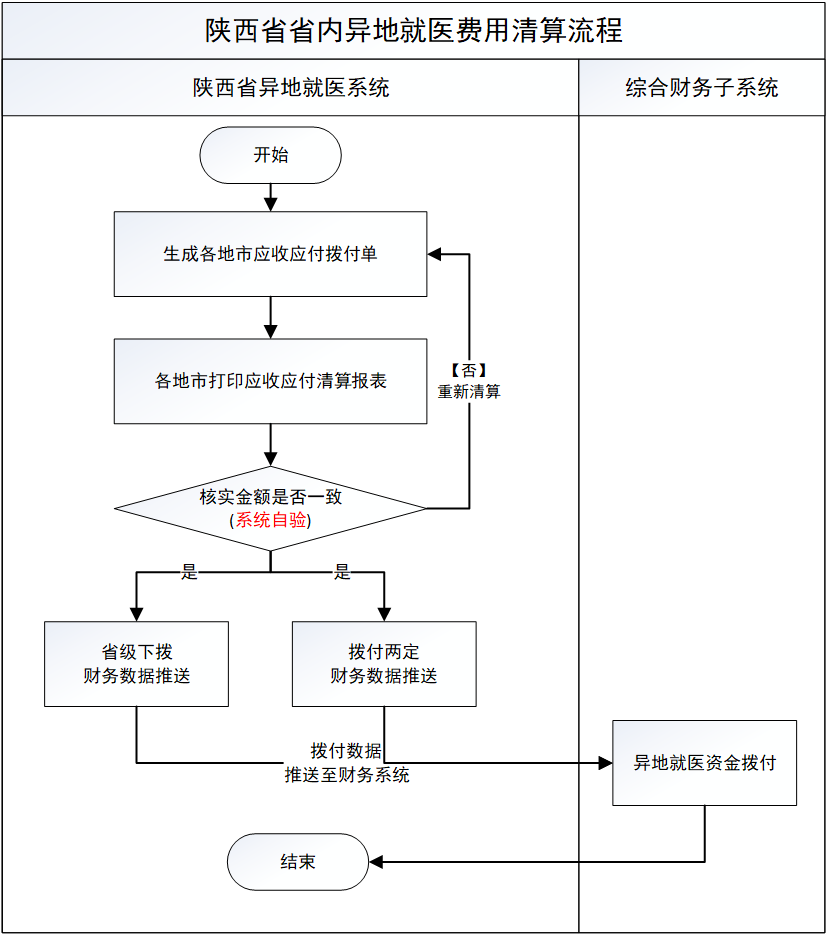 陕西省省内异地就医费用清算流程
陕西省异地就医系统
综合财务子系统
开始
生成各地市应收应付拨付单
各地市打印应收应付清算报表
【否】
重新清算
核实金额是否一致
(系统自验)
是
是
省级下拨
财务数据推送
拨付两定
财务数据推送
拨付数据
推送至财务系统
异地就医资金拨付
结束